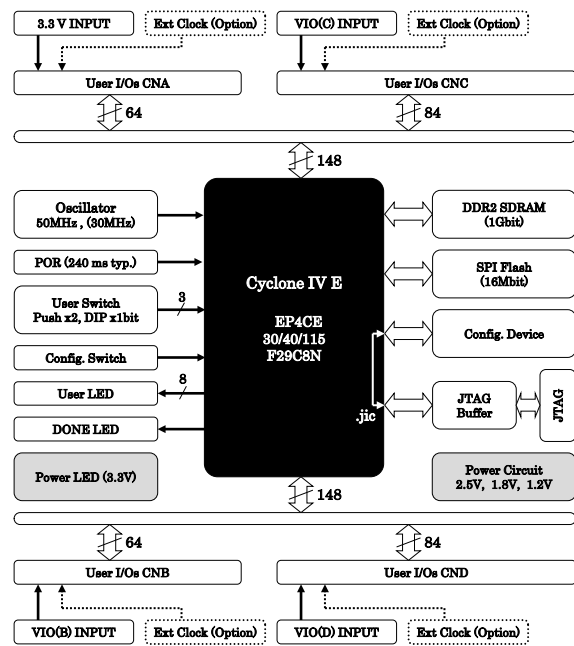 3.3 V INPUT
Ext Clock (Option)
VIO(C) INPUT
Ext Clock (Option)
User I/Os CNA
User I/Os CNC
64
84
148
Oscillator
50MHz , (30MHz)
POR (240 ms typ.)
User Switch
Push x2, DIP x1bit
3
Config. Switch
User LED
8
DONE LED
Power LED (3.3V)
Cyclone IV E
EP4CE
30/40/115
F29C8N
.jic
DDR2 SDRAM
(1Gbit)
SPI Flash
(16Mbit)
Config. Device
JTAG
Buffer
JTAG
Power Circuit
2.5V, 1.8V, 1.2V
148
64
84
User I/Os CNB
User I/Os CND
VIO(B) INPUT
Ext Clock (Option)
VIO(D) INPUT
Ext Clock (Option)